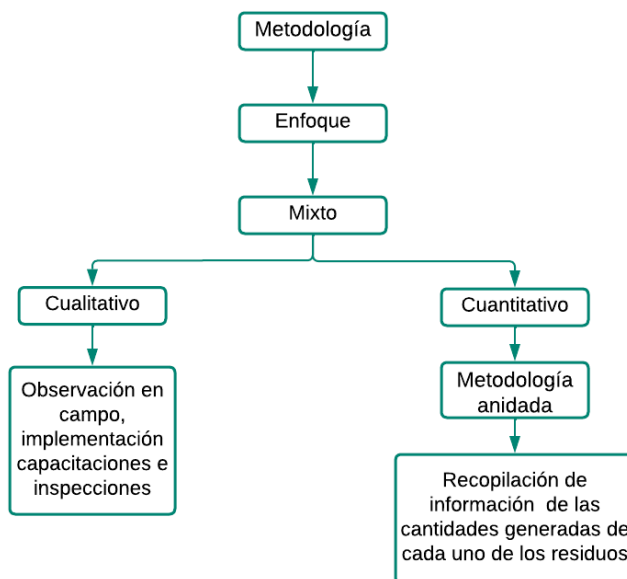 Metodología
Enfoque
Mixto
Cualitativo
Cuantitativo
Observación en
campo,
implementación
capacitaciones e
inspecciones
Metodología
anidada
Recopilación de
información de las
cantidades generadas de
cada uno de los residuos